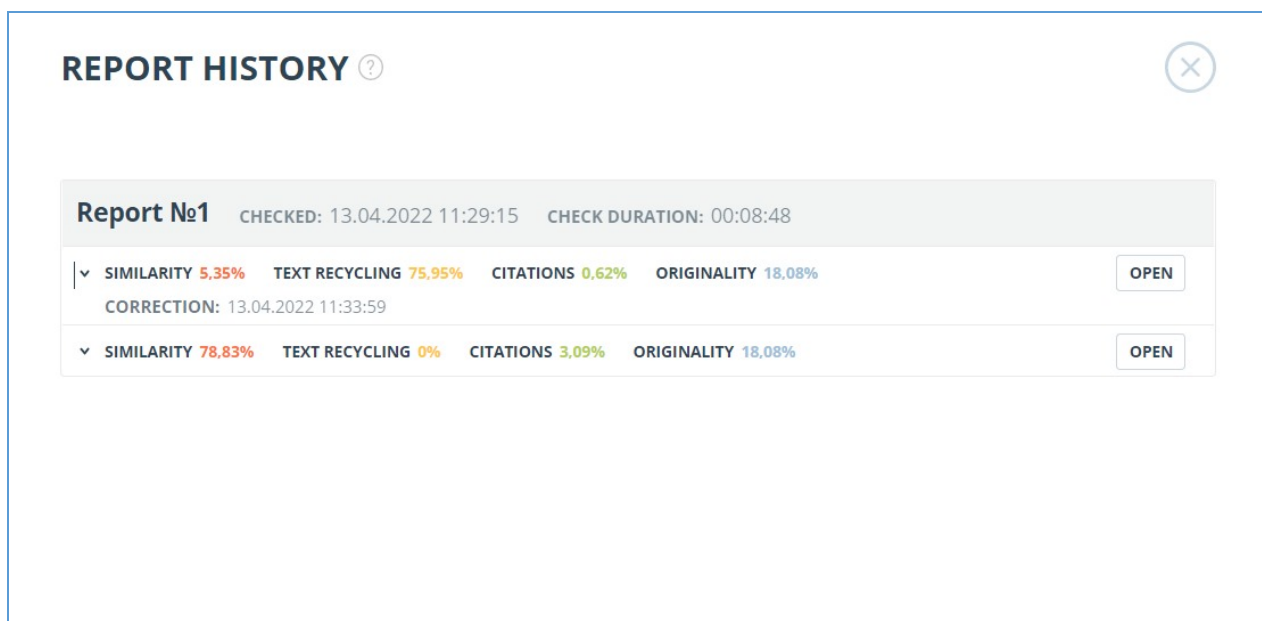 REPORT HISTORY ?
Report №1 CHECKED: 13.04.2022 11:29:15 CHECK DURATION: 00:08:48
SIMILARITY 5,35% TEXT RECYCLING 75,95% CITATIONS 0,62% ORIGINALITY 18,08% OPEN
CORRECTION: 13.04.2022 11:33:59
SIMILARITY 78,83% TEXT RECYCLING 0% CITATIONS 3,09% ORIGINALITY 18,08% OPEN